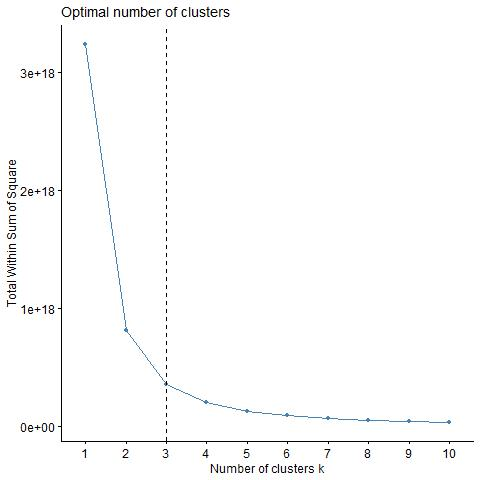 Optimal number of clusters
Total Within Sum of Square
3e+18
2e+18
1e+18
0e+00
1 2 3 4 5 6 7 8 9 10
Number of clusters k